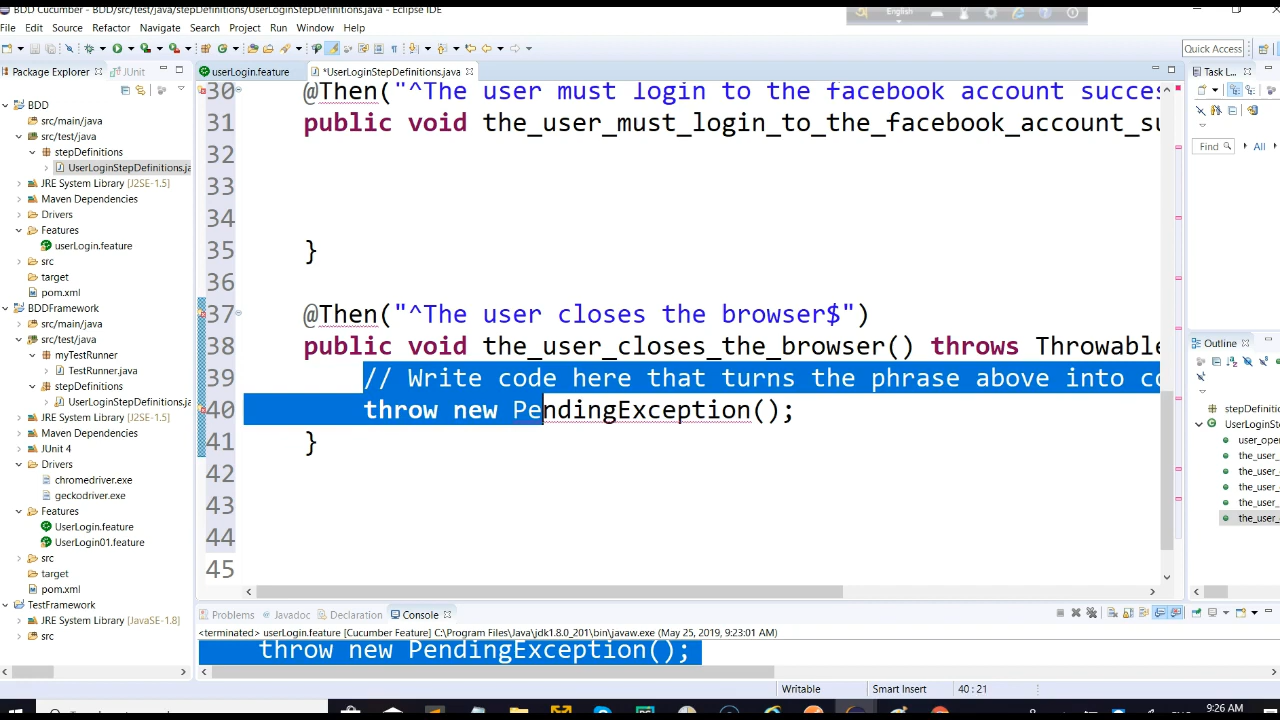 BDD Cucumber - BDD/src/test/java/stepDefinitions/UserLoginStepDefinitions.java - Eclipse IDE
File Edit Source Refactor Navigate Search Project Run Window Help
Quick Access
Package Explorer JUnit
userLogin.feature *UserLoginStepDefinitions.java
Task L...
Find All
BDD
src/main/java
src/test/java
stepDefinitions
UserLoginStepDefinitions.ja
JRE System Library [J2SE-1.5]
Maven Dependencies
Drivers
Features
userLogin.feature
src
target
pom.xml
BDDFramework
src/main/java
src/test/java
myTestRunner
TestRunner.java
stepDefinitions
UserLoginStepDefinitions.ja
JRE System Library [J2SE-1.5]
Maven Dependencies
JUnit 4
Drivers
chromedriver.exe
geckodriver.exe
Features
UserLogin.feature
UserLogin01.feature
src
target
pom.xml
TestFramework
JRE System Library [JavaSE-1.8]
src
30 @Then("^The user must login to the facebook account succes
31 public void the_user_must_login_to_the_facebook_account_su
32
33
34
35 }
36
37 @Then("^The user closes the browser$")
38 public void the_user_closes_the_browser() throws Throwable
39 // Write code here that turns the phrase above into co
40 throw new PendingException();
41 }
42
43
44
45
Outline
stepDefiniti
UserLoginSt
user_ope
the_user_
the_user_
the_user_
the_user_
the_user_
Problems Javadoc Declaration Console
<terminated> userLogin.feature [Cucumber Feature] C:\Program Files\Java\jdk1.8.0_201\bin\javaw.exe (May 25, 2019, 9:23:01 AM)
throw new PendingException();
Writable Smart Insert 40 : 21
ENG 9:26 AM